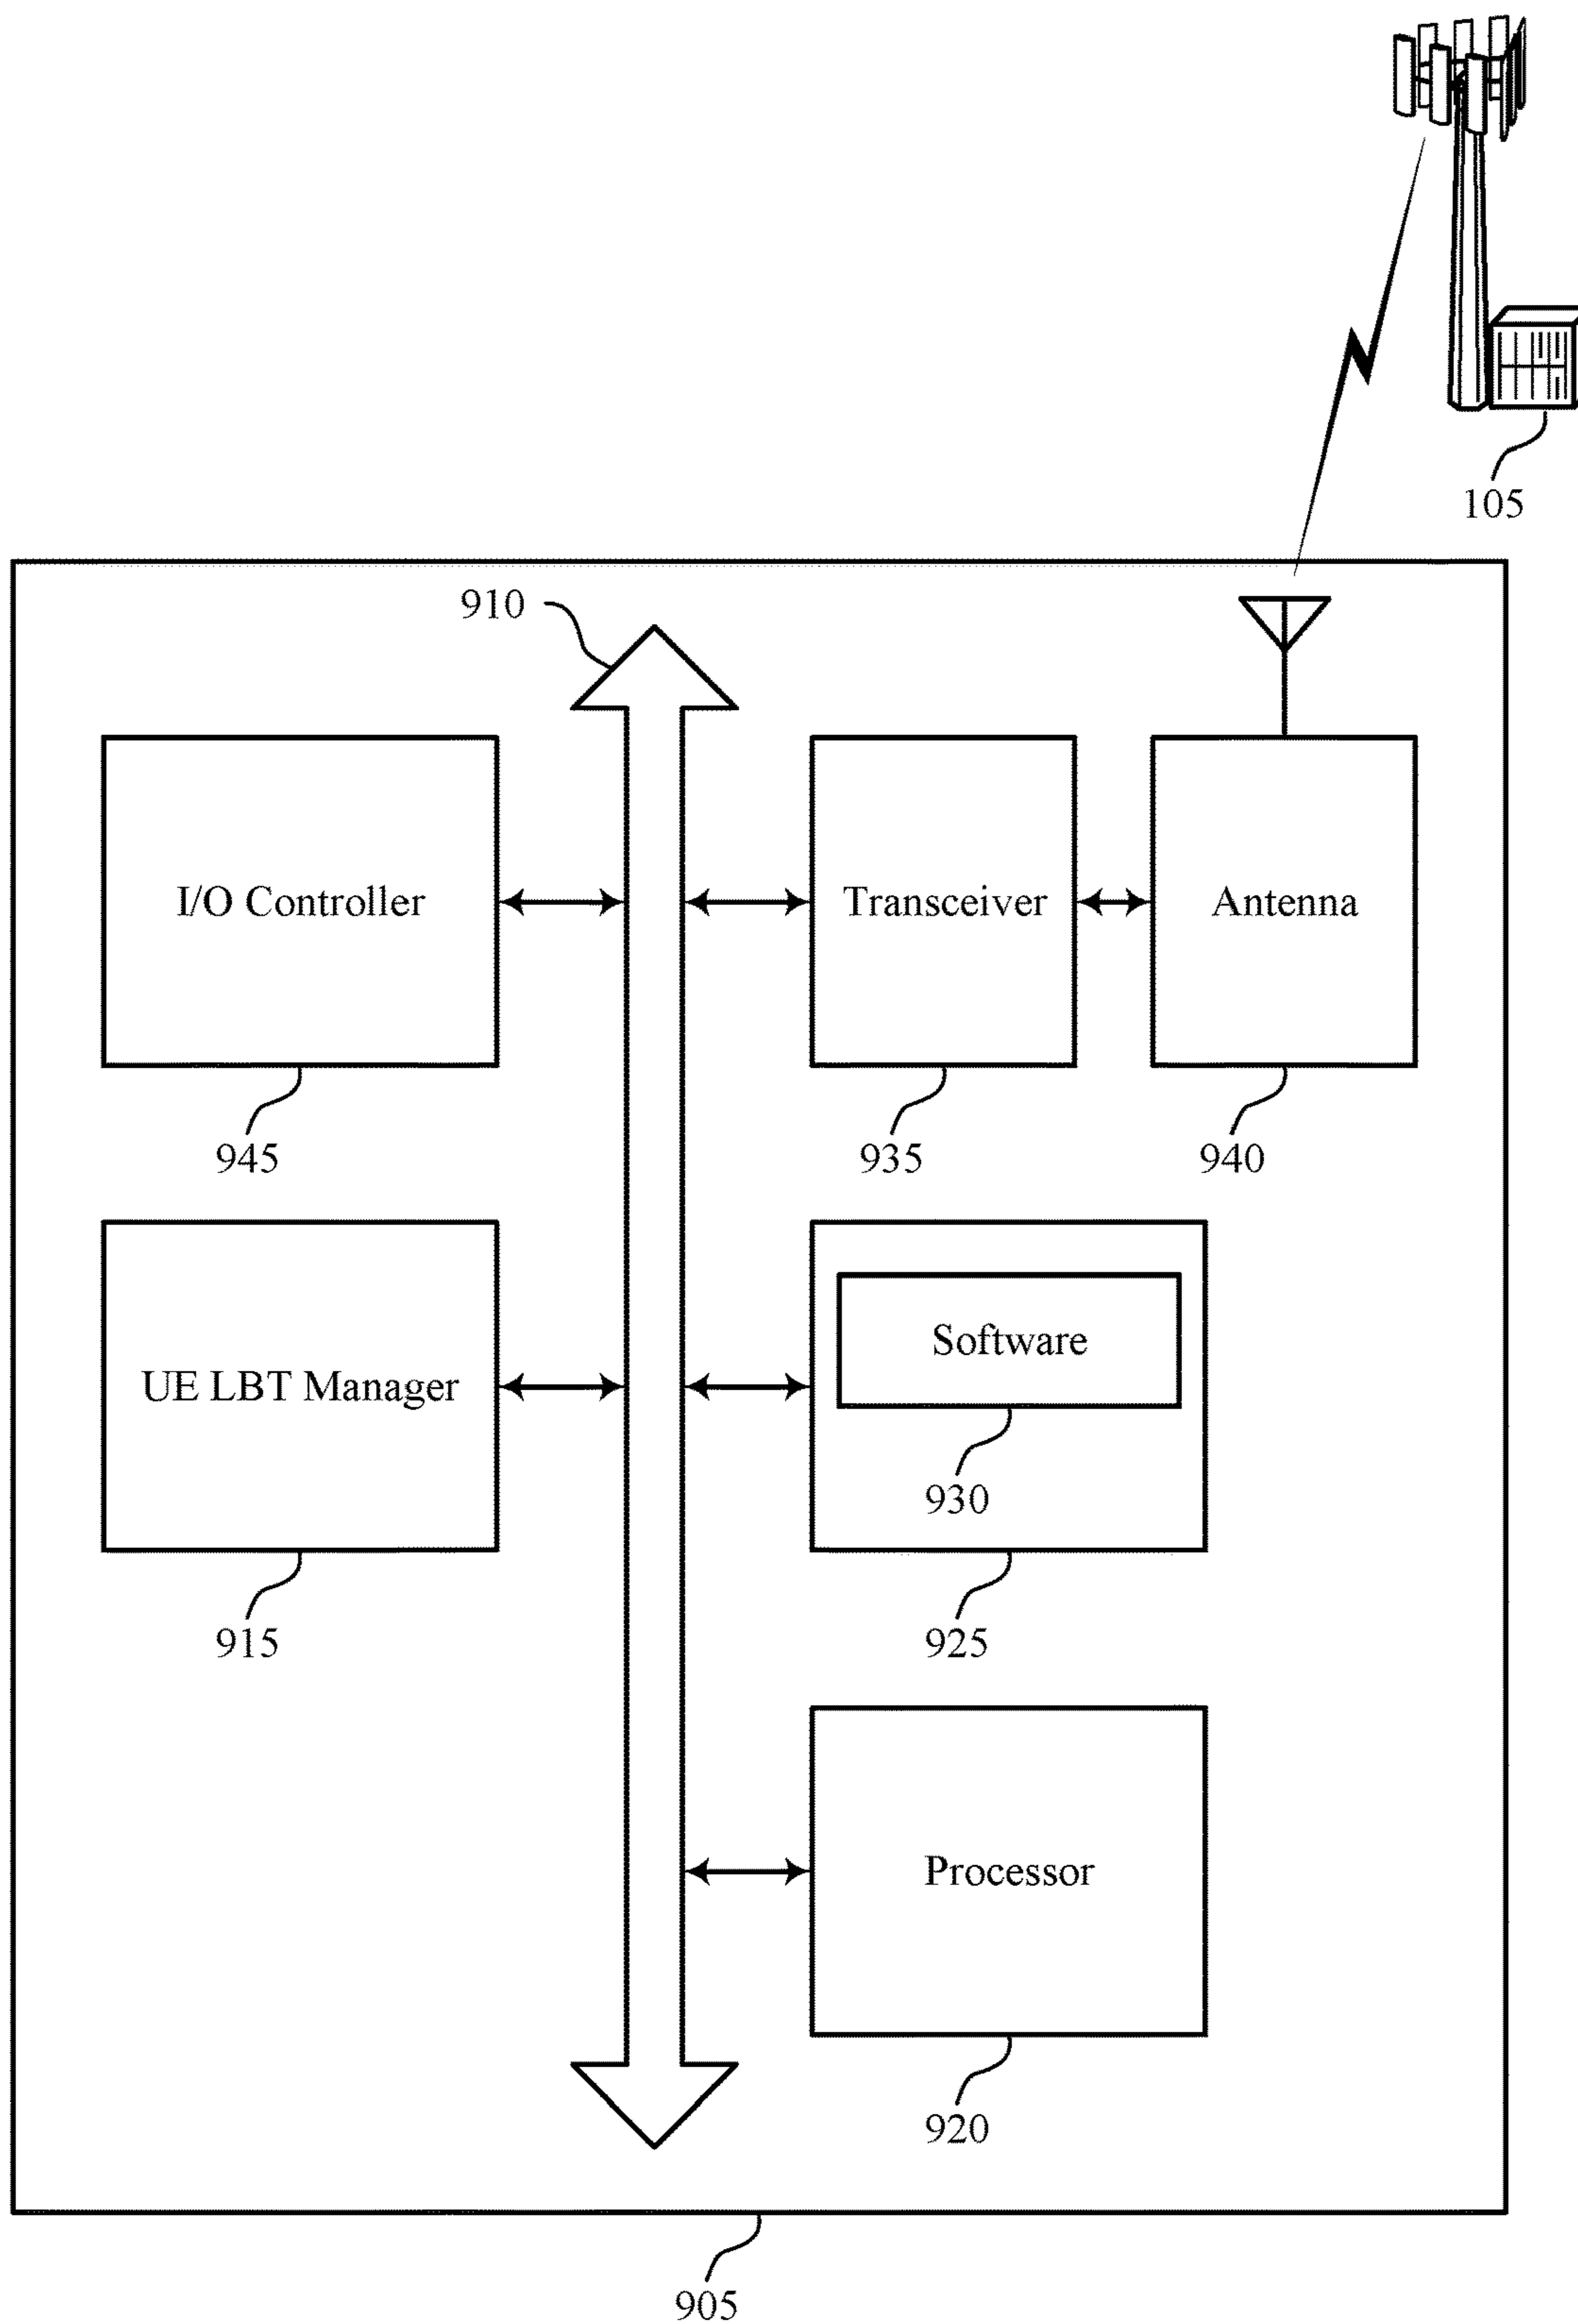 105
910
I/O Controller
Transceiver
Antenna
945
935
940
UE LBT Manager
Software
930
915
925
Processor
920
905